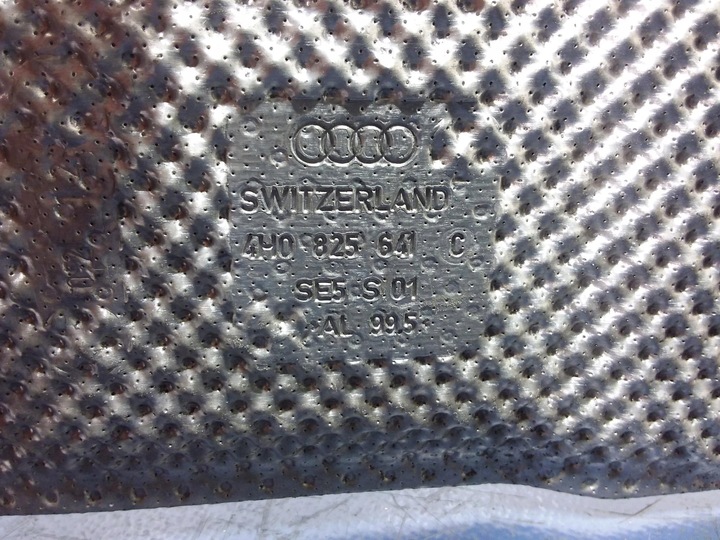 SWITZERLAND
4H0 825 641 C
SE5 S 01
>AL 99.5<